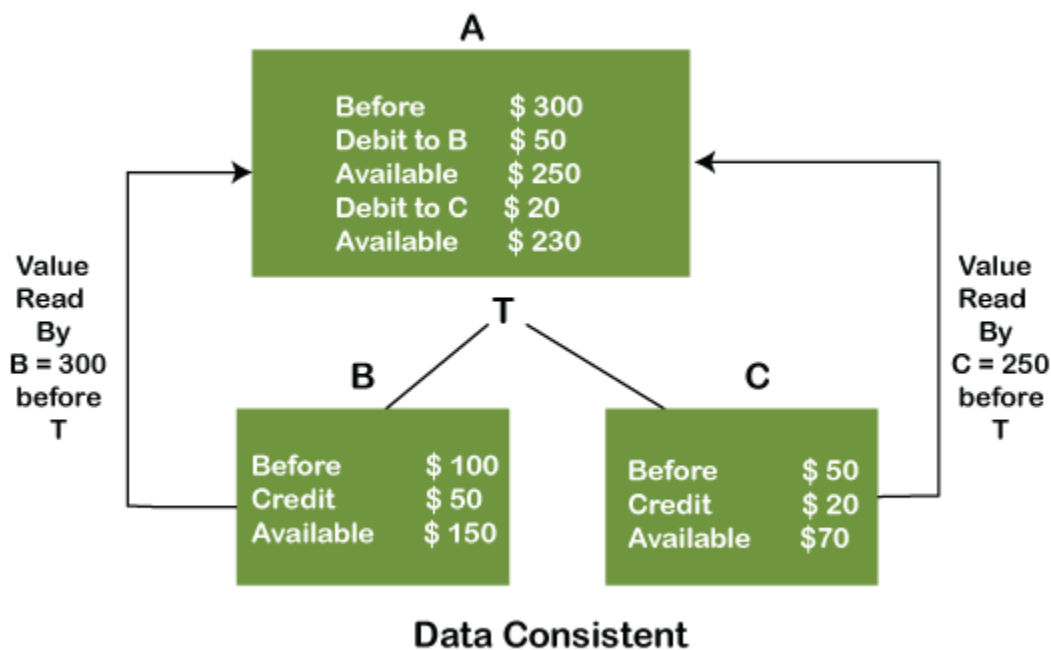 A
Before $ 300
Debit to B $ 50
Available $ 250
Debit to C $ 20
Available $ 230
Value
Read
By
B = 300
before
T
Value
Read
By
C = 250
before
T
T
B
C
Before $ 100
Credit $ 50
Available $ 150
Before $ 50
Credit $ 20
Available $70
Data Consistent